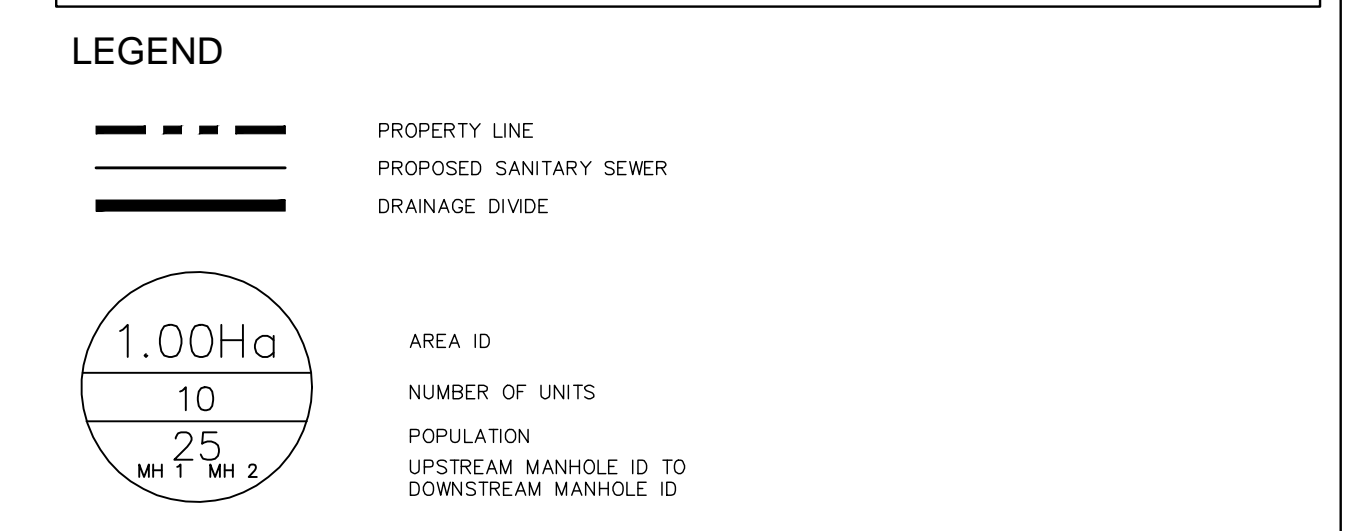 LEGEND
PROPERTY LINE
PROPOSED SANITARY SEWER
DRAINAGE DIVIDE
1.00Ha
AREA ID
10
NUMBER OF UNITS
25
POPULATION
MH 1 MH 2
UPSTREAM MANHOLE ID TO
DOWNSTREAM MANHOLE ID